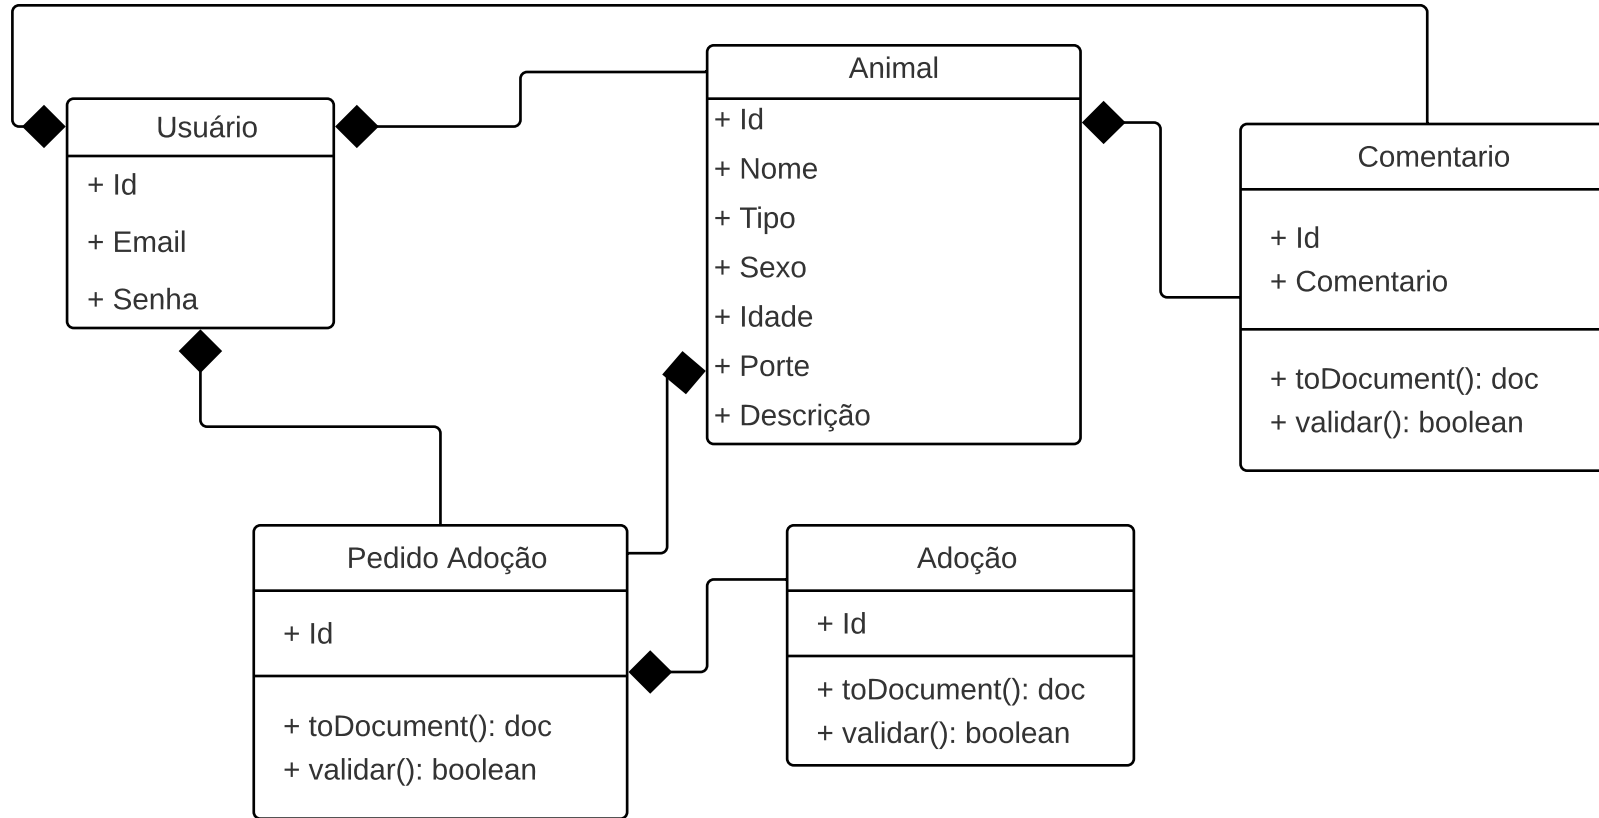 Usuário
+ Id
+ Email
+ Senha
Animal
+ Id
+ Nome
+ Tipo
+ Sexo
+ Idade
+ Porte
+ Descrição
Comentario
+ Id
+ Comentario
+ toDocument(): doc
+ validar(): boolean
Pedido Adoção
+ Id
+ toDocument(): doc
+ validar(): boolean
Adoção
+ Id
+ toDocument(): doc
+ validar(): boolean